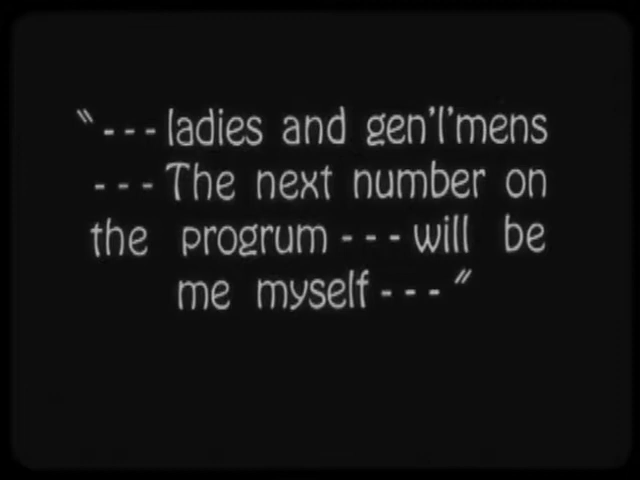 "---ladies and gen'l'mens
---The next number on
the progrum---will be
me myself---"